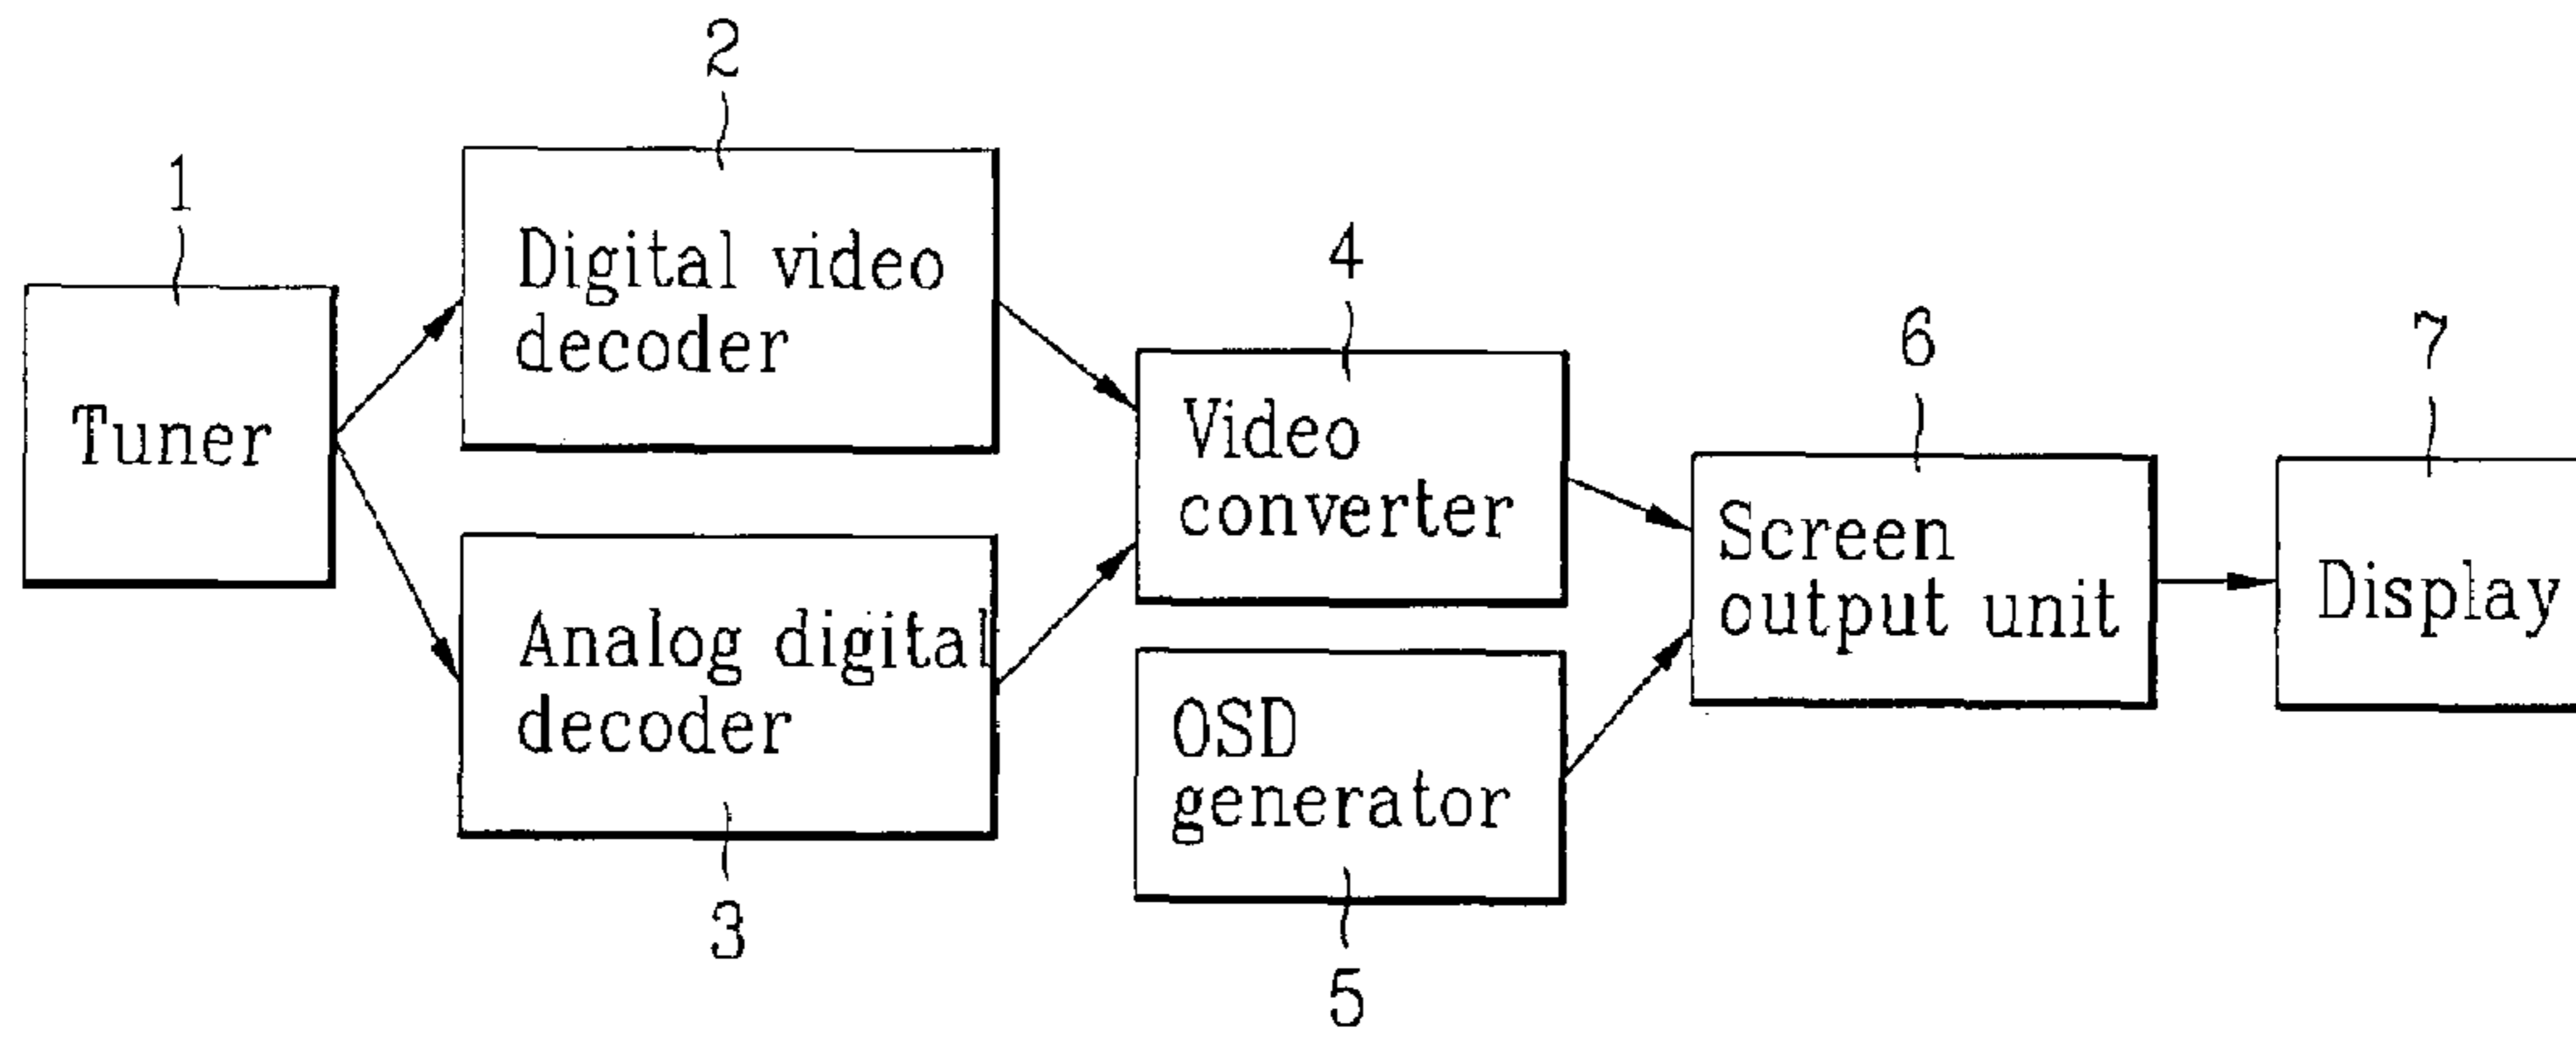 1
Tuner
2
Digital video
decoder
Analog digital
decoder
3
4
Video
converter
OSD
generator
5
6
Screen
output unit
7
Display